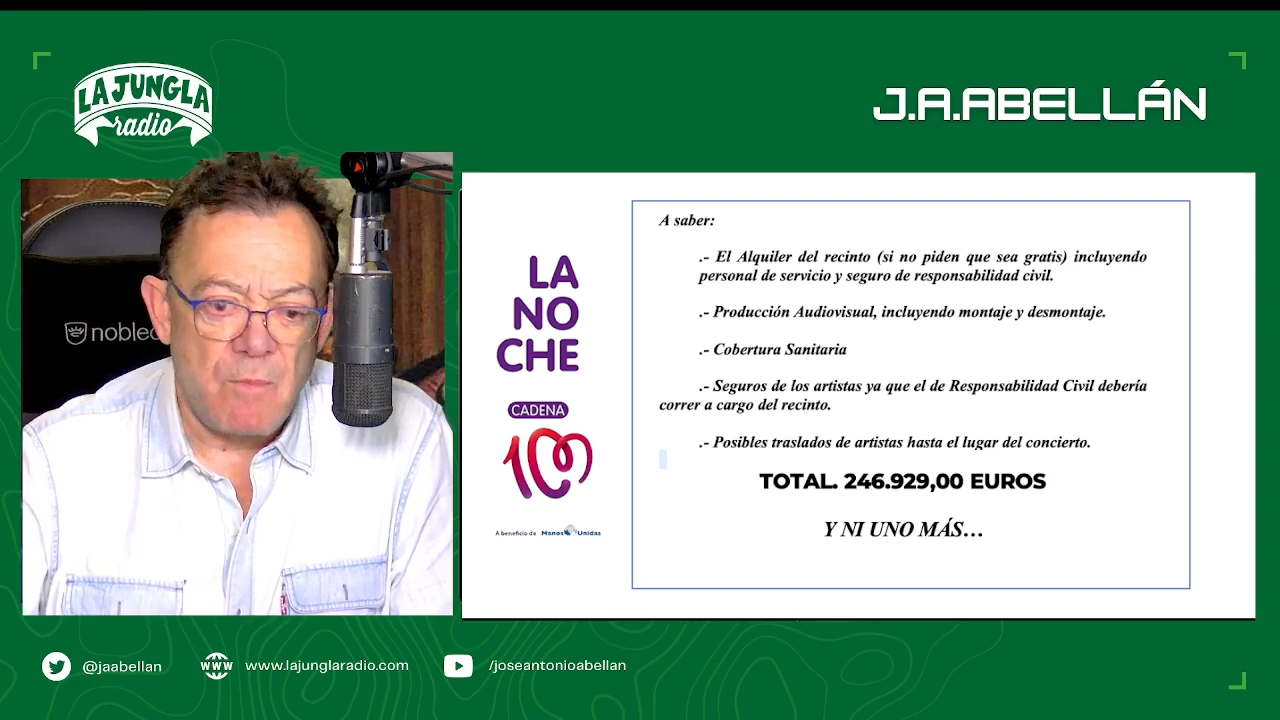 LA JUNGLA
radio
J.A.ABELLÁN
LA
NO
CHE
CADENA
100
A beneficio de Manos Unidas
A saber:
.- El Alquiler del recinto (si no piden que sea gratis) incluyendo
personal de servicio y seguro de responsabilidad civil.
.- Producción Audiovisual, incluyendo montaje y desmontaje.
.- Cobertura Sanitaria
.- Seguros de los artistas ya que el de Responsabilidad Civil debería
correr a cargo del recinto.
.- Posibles traslados de artistas hasta el lugar del concierto.
TOTAL. 246.929,00 EUROS
Y NI UNO MÁS…
@jaabellan
www
www.lajunglaradio.com
/joseantonioabellan